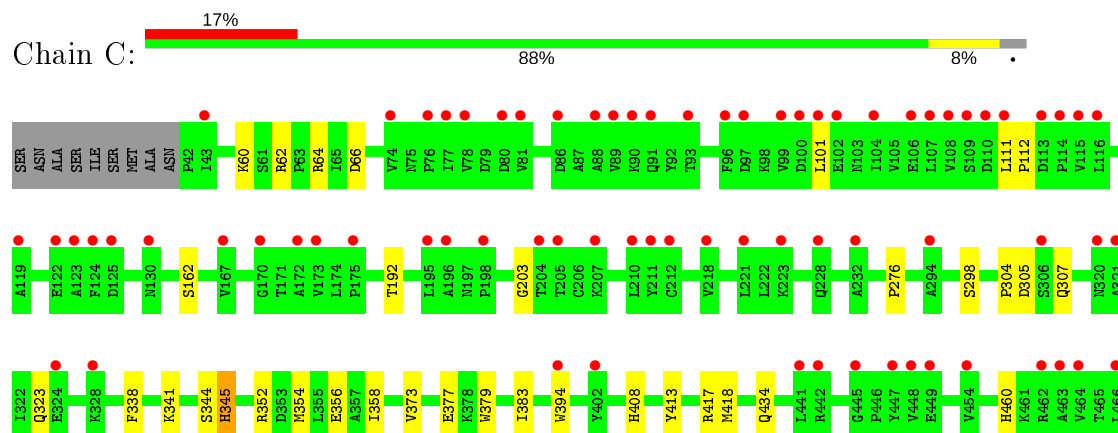 17%
Chain C:
88%
8%
SER ASN ALA SER ILE SER MET ALA ASN P42 I43 K60 S61 R62 P63 R64 I65 D66 V74 N75 P76 I77 V78 D79 D80 V81 D86 A87 A88 V89 K90 Q91 Y92 T93 F96 D97 K98 V99 D100 L101 E102 N103 I104 V105 E106 L107 V108 S109 D110 L111 P112 D113 P114 V115 L116
A119 E122 A123 F124 D125 N130 S162 V167 G170 T171 A172 V173 L174 P175 T192 L195 A196 N197 P198 G203 T204 T205 C206 K207 L210 Y211 C212 V218 L221 L222 K223 Q228 A232 P276 A294 S298 P304 D305 S306 Q307 N320 A321
I322 Q323 E324 K328 F338 K341 S344 H345 R352 D353 M354 L355 E356 A357 I358 V373 E377 K378 W379 I383 W394 Y402 H408 Y413 R417 M418 Q434 L441 R442 G445 P446 Y447 V448 E449 V454 H460 K461 R462 A463 V464 T465